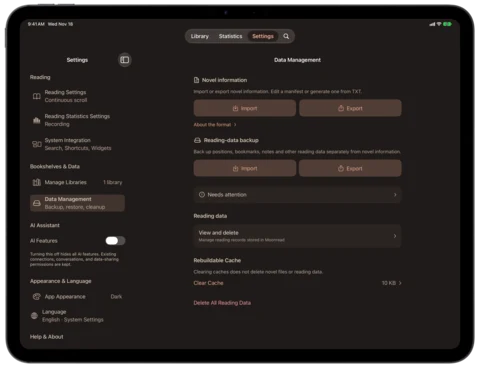 9:41 AM Wed Nov 18
Library
Statistics
Settings
Settings
Reading
Reading Settings
Continuous scroll
Reading Statistics Settings
Recording
System Integration
Search, Shortcuts, Widgets
Bookshelves & Data
Manage Libraries
1 library
Data Management
Backup, restore, cleanup
AI Assistant
AI Features
Turning this off hides all AI features. Existing
connections, conversations, and data-sharing
permissions are kept.
Appearance & Language
App Appearance
Dark
Language
English · System Settings
Help & About
Data Management
Novel information
Import or export novel information. Edit a manifest or generate one from TXT.
Import
Export
About the format
Reading-data backup
Back up positions, bookmarks, notes and other reading data separately from novel information.
Import
Export
Needs attention
Reading data
View and delete
Manage reading records stored in
Rebuildable Cache
Clearing caches does not delete novel files or reading data.
Clear Cache
10 KB
Delete All Reading Data